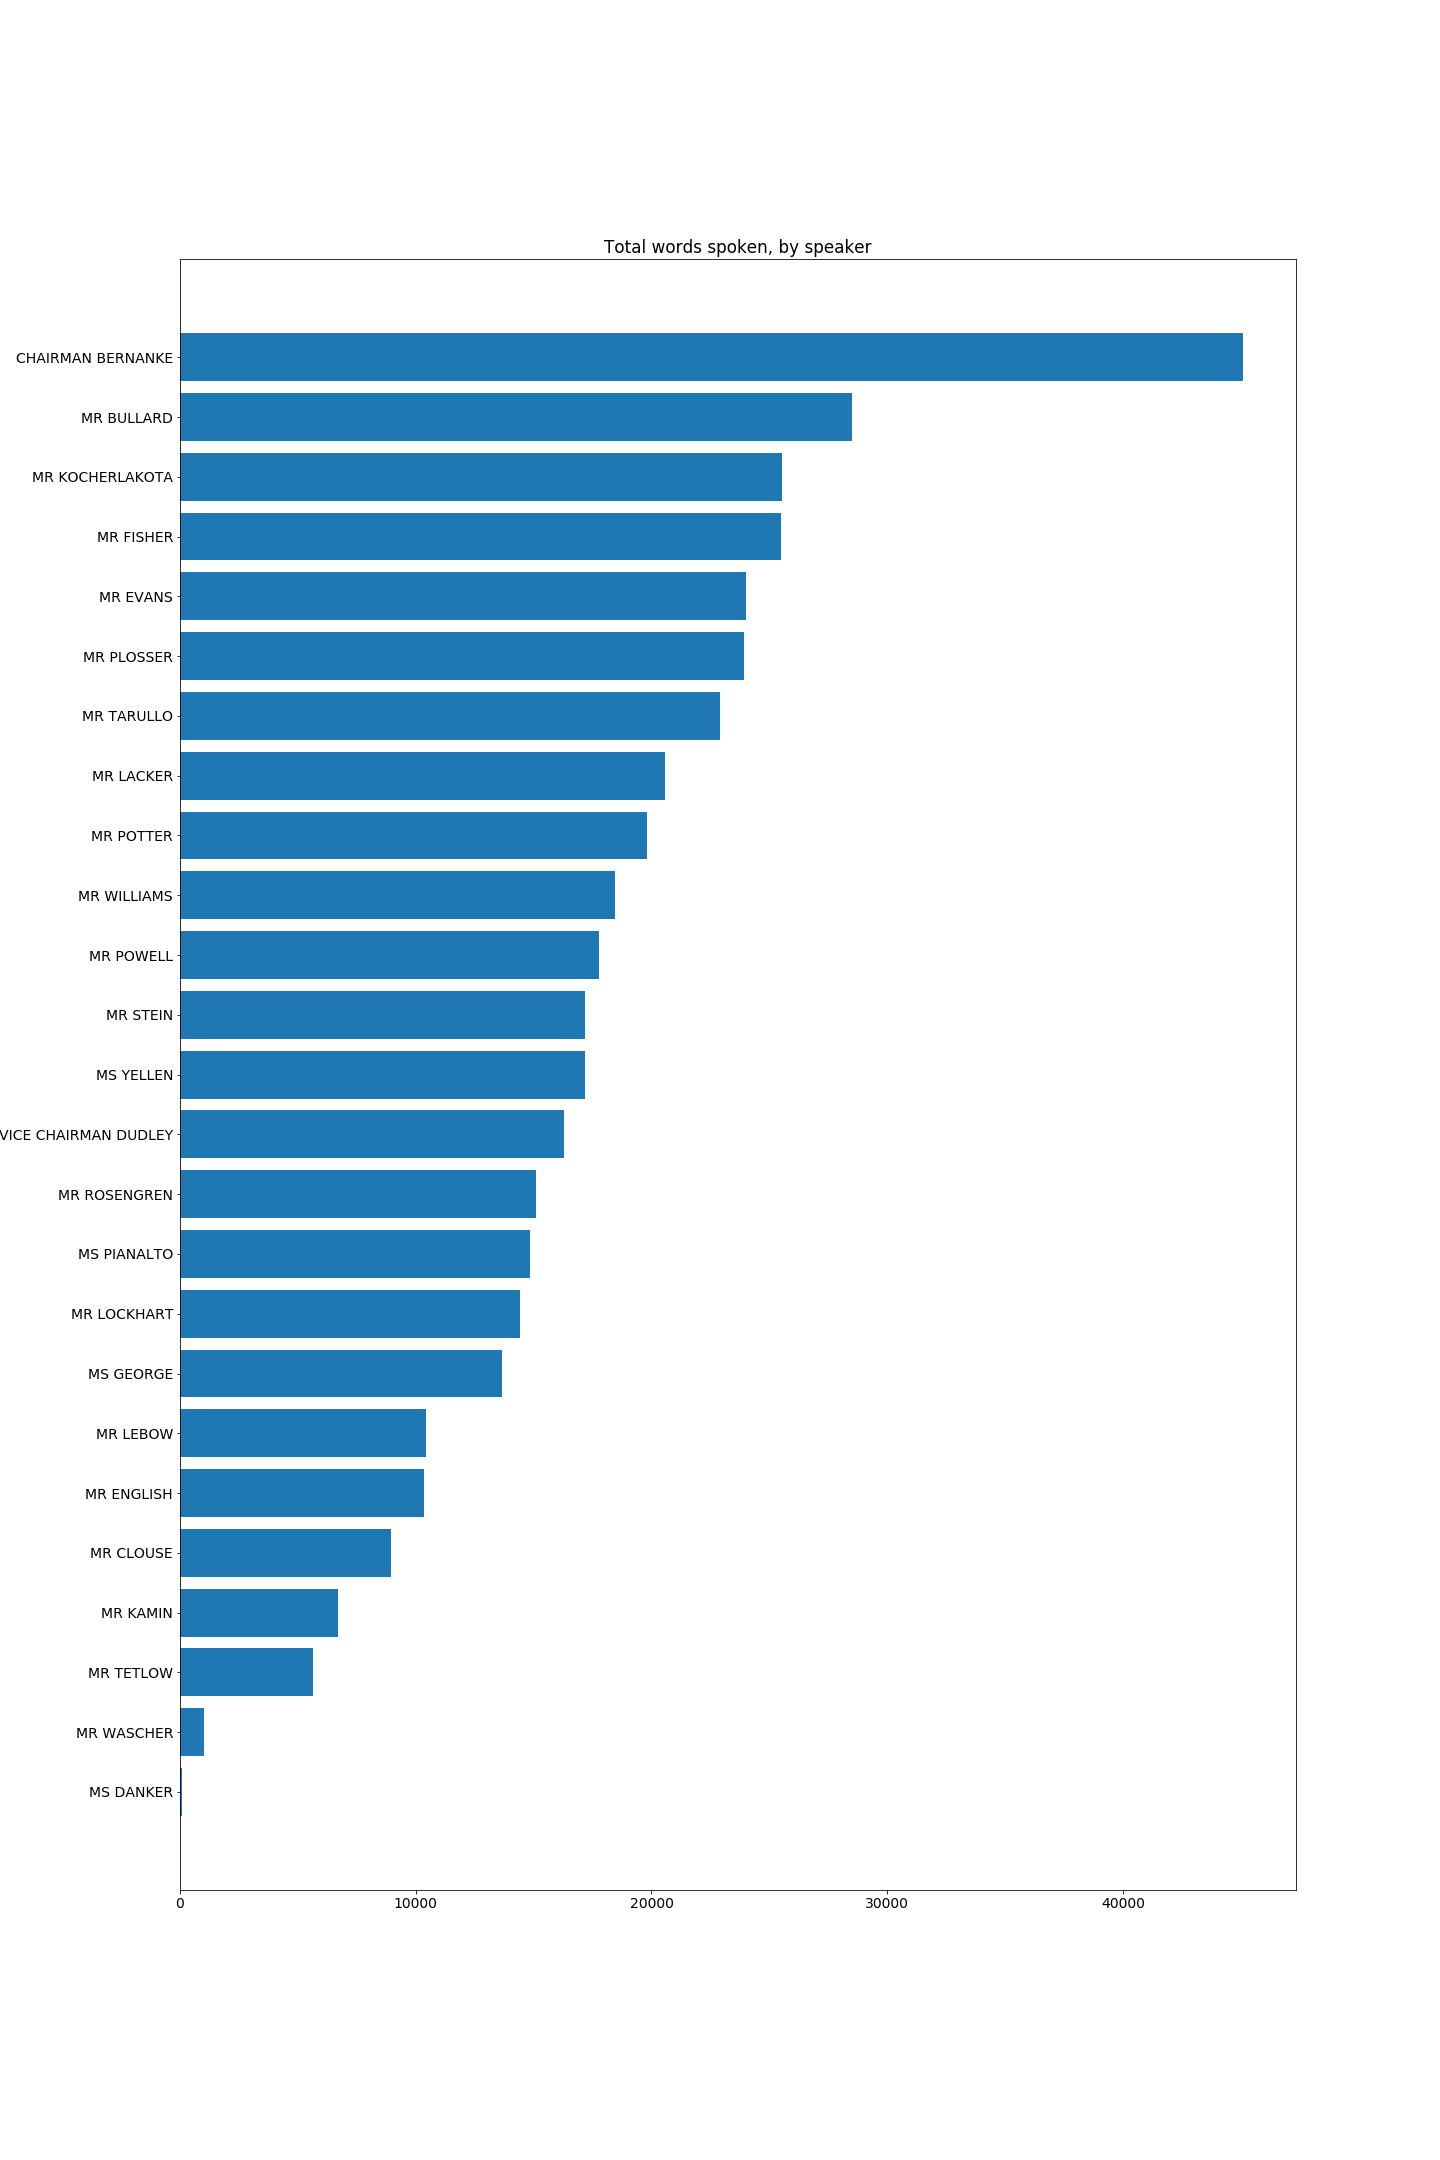 Total words spoken, by speaker
CHAIRMAN BERNANKE
MR BULLARD
MR KOCHERLAKOTA
MR FISHER
MR EVANS
MR PLOSSER
MR TARULLO
MR LACKER
MR POTTER
MR WILLIAMS
MR POWELL
MR STEIN
MS YELLEN
VICE CHAIRMAN DUDLEY
MR ROSENGREN
MS PIANALTO
MR LOCKHART
MS GEORGE
MR LEBOW
MR ENGLISH
MR CLOUSE
MR KAMIN
MR TETLOW
MR WASCHER
MS DANKER
0 10000 20000 30000 40000